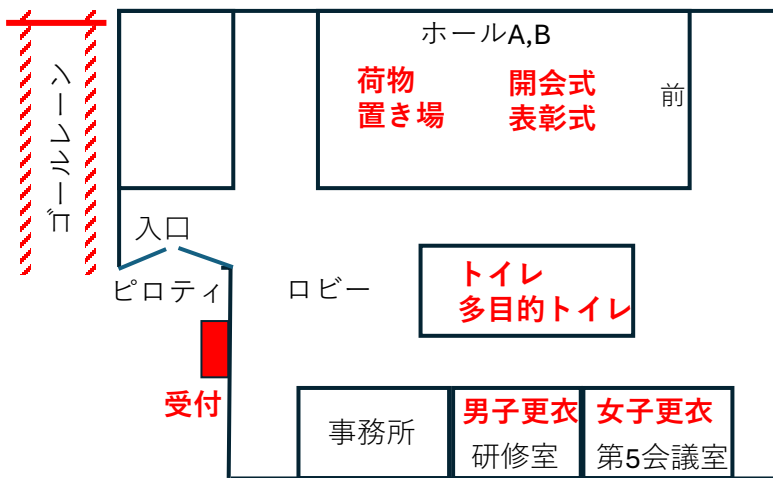 ホールA,B
荷物
置き場
開会式
表彰式
前
ゴールレーン
入口
ピロティ
ロビー
トイレ
多目的トイレ
受付
事務所
男子更衣
研修室
女子更衣
第5会議室